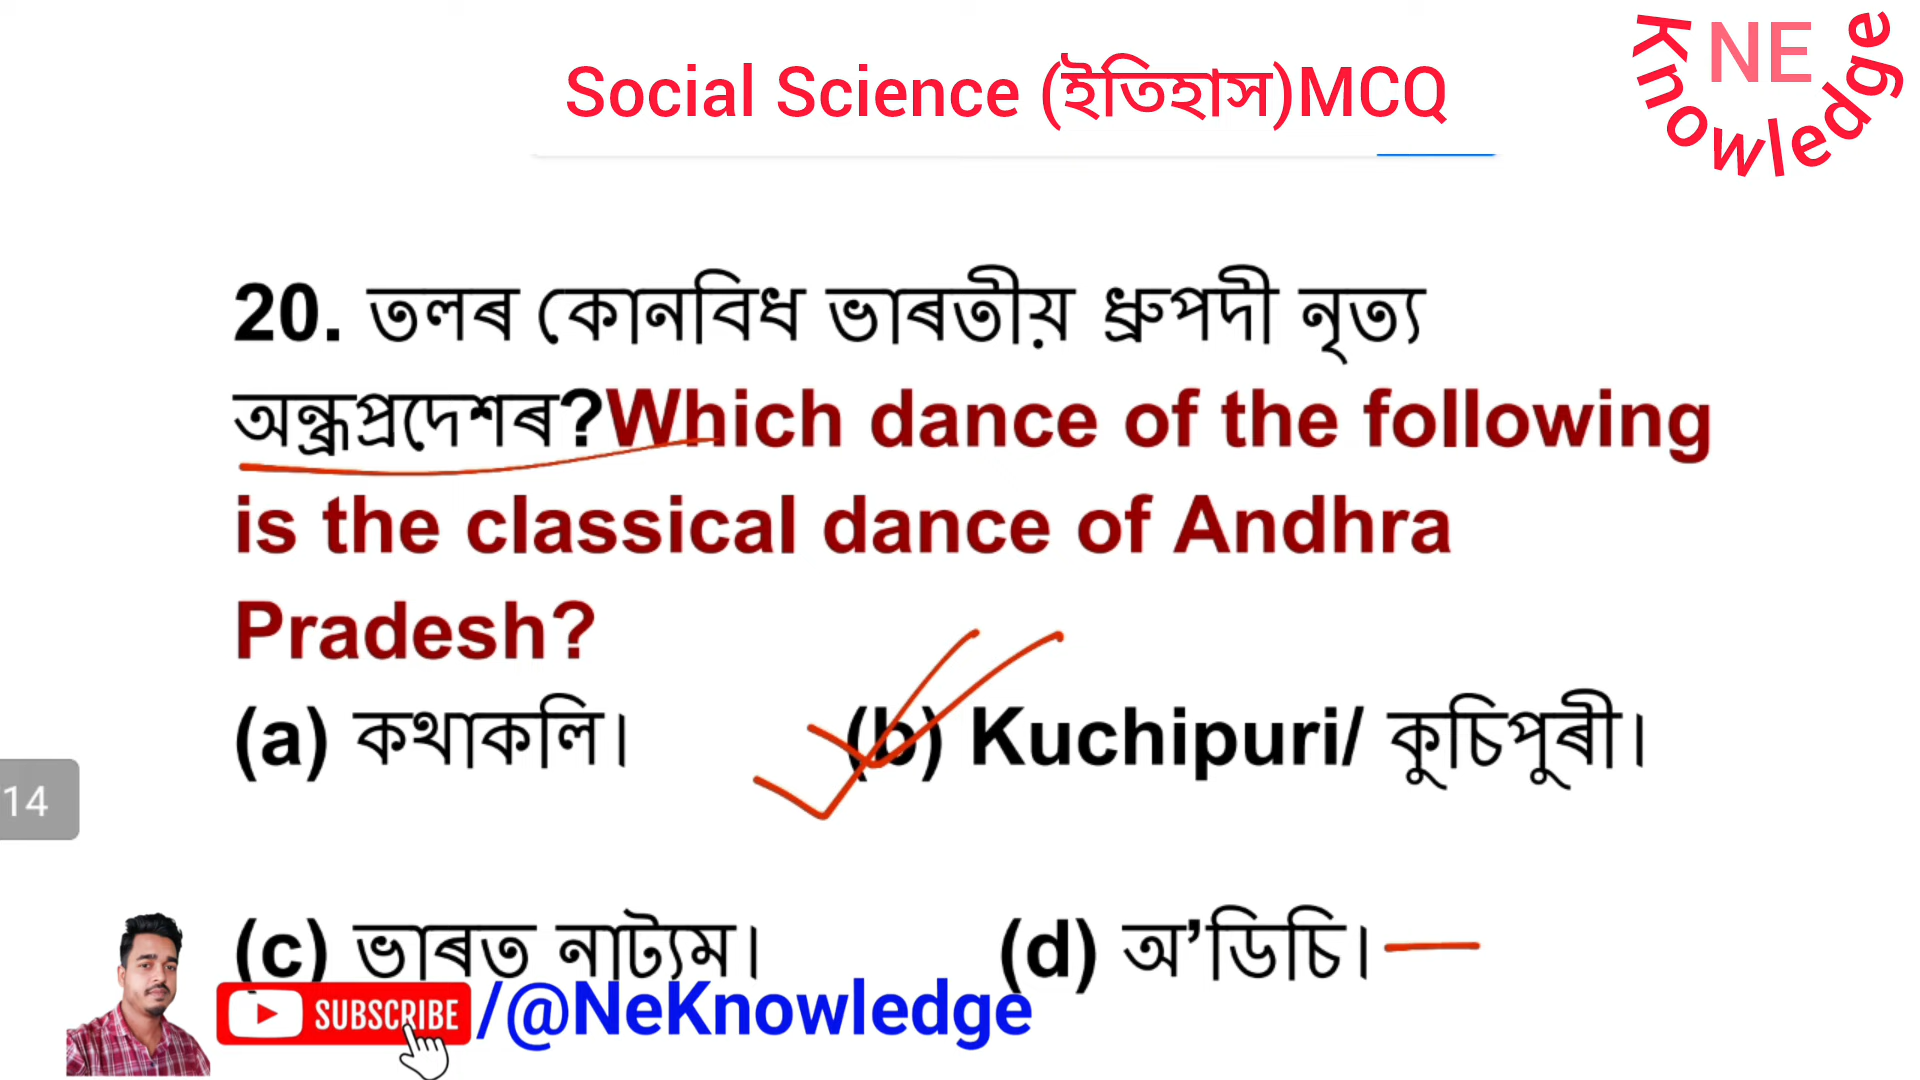 Social Science (ইতিহাস)MCQ
NE
Knowledge
20. তলৰ কোনবিধ ভাৰতীয় ধ্ৰুপদী নৃত্য
অন্ধ্ৰপ্ৰদেশৰ?Which dance of the following
is the classical dance of Andhra
Pradesh?
(a) কথাকলি। (b) Kuchipuri/ কুচিপুৰী।
14
(c) ভাৰত নাট্যম। (d) অ’ডিচি।
SUBSCRIBE /@NeKnowledge